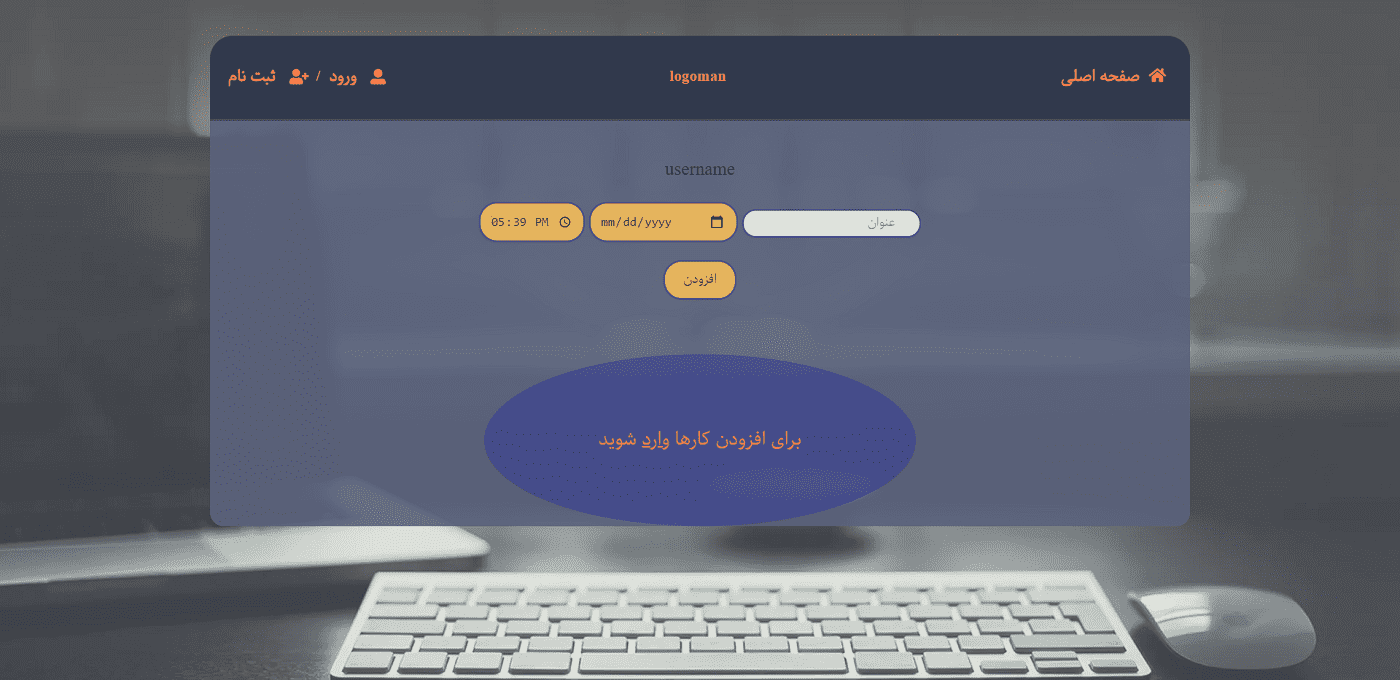 صفحه اصلی
logoman
ورود / ثبت نام
username
عنوان
mm/dd/yyyy
05:39 PM
افزودن
برای افزودن کارها وارد شوید